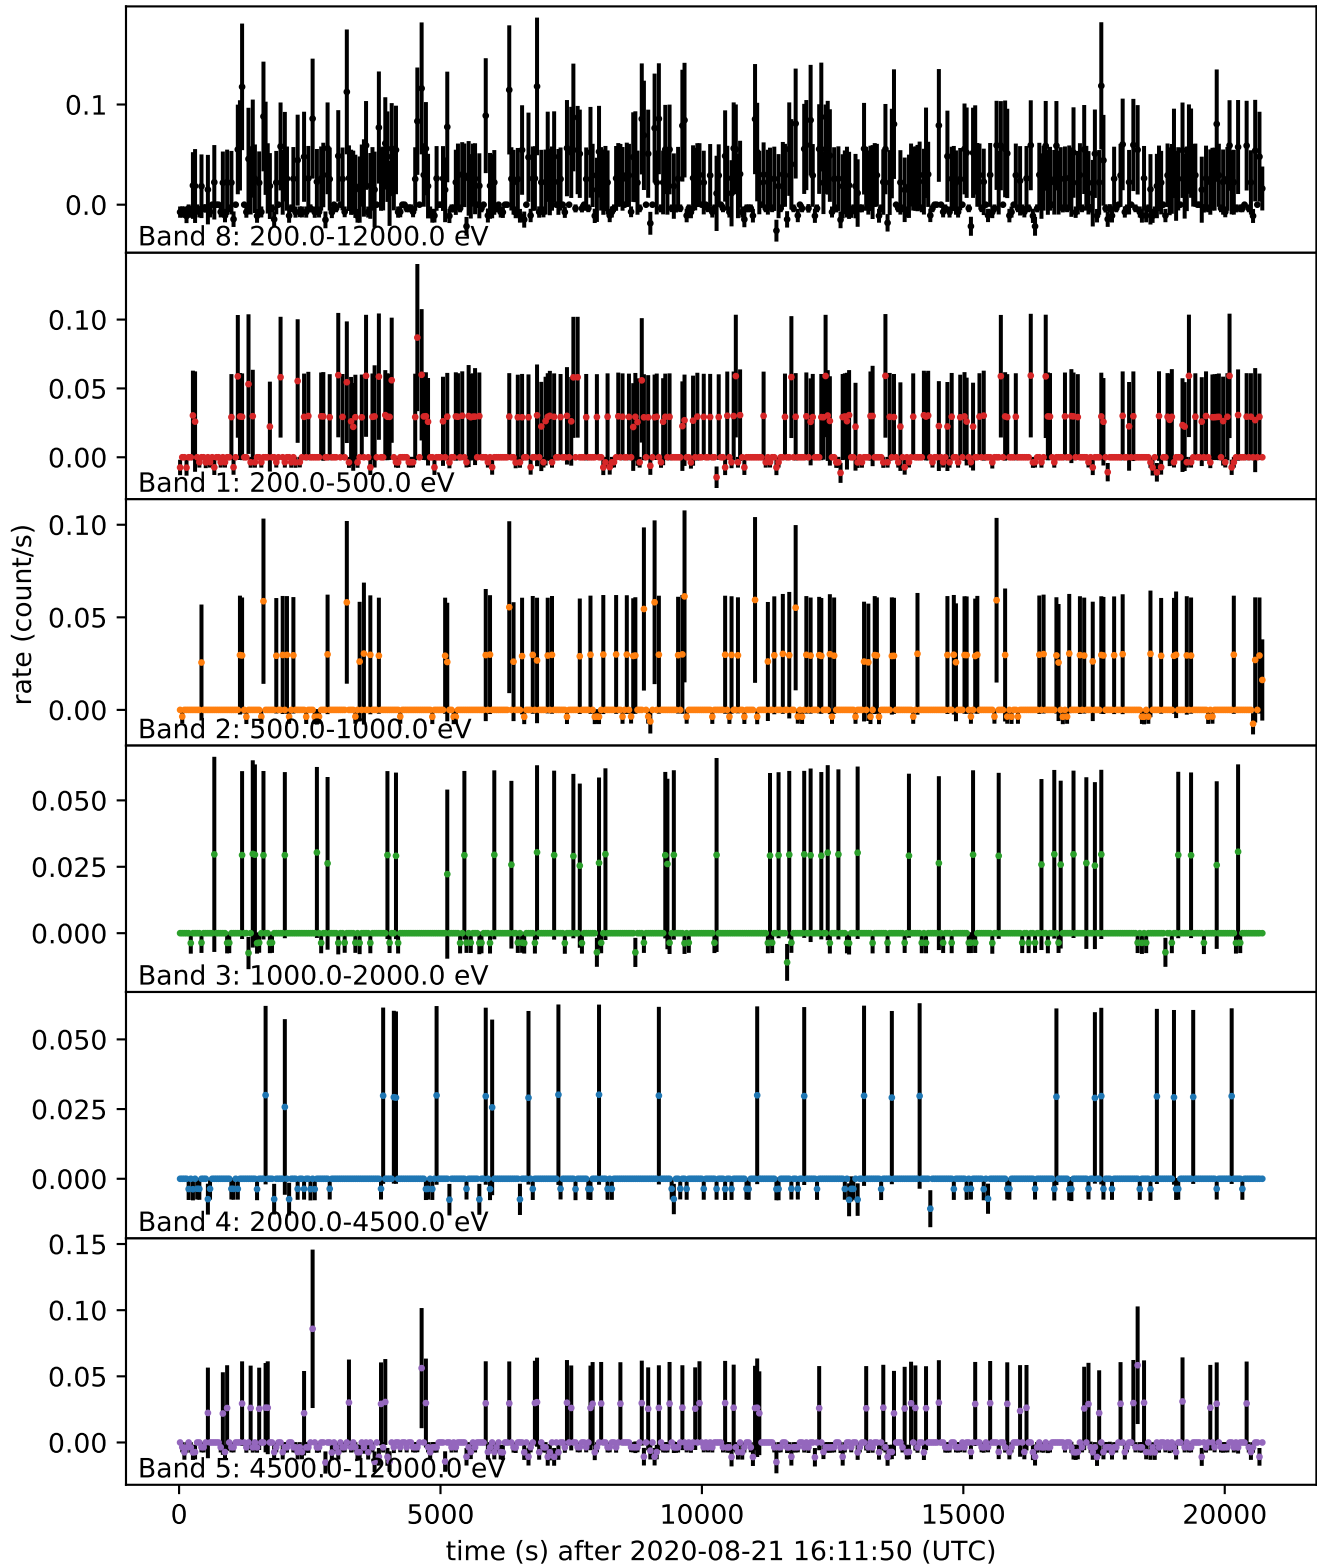 0.1
0.0
Band 8: 200.0-12000.0 eV
0.10
0.05
0.00
Band 1: 200.0-500.0 eV
rate (count/s)
0.10
0.05
0.00
Band 2: 500.0-1000.0 eV
0.050
0.025
0.000
Band 3: 1000.0-2000.0 eV
0.050
0.025
0.000
Band 4: 2000.0-4500.0 eV
0.15
0.10
0.05
0.00
Band 5: 4500.0-12000.0 eV
0 5000 10000 15000 20000
time (s) after 2020-08-21 16:11:50 (UTC)